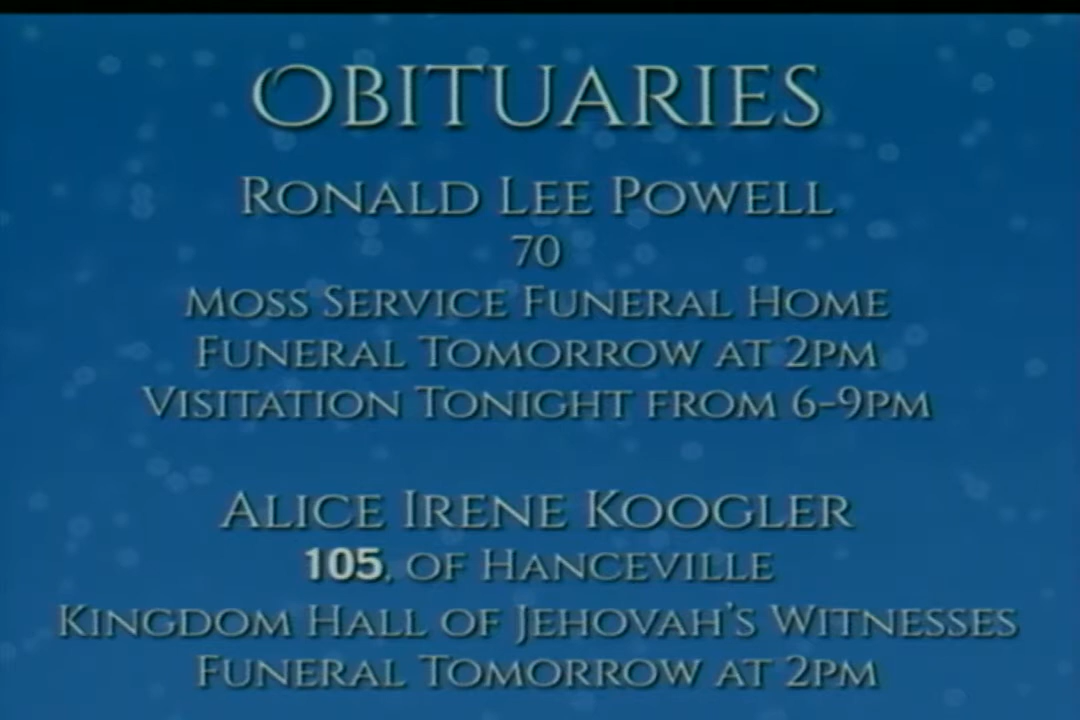 OBITUARIES
RONALD LEE POWELL
70
MOSS SERVICE FUNERAL HOME
FUNERAL TOMORROW AT 2PM
VISITATION TONIGHT FROM 6-9PM
ALICE IRENE KOOGLER
105, OF HANCEVILLE
KINGDOM HALL OF JEHOVAH'S WITNESSES
FUNERAL TOMORROW AT 2PM